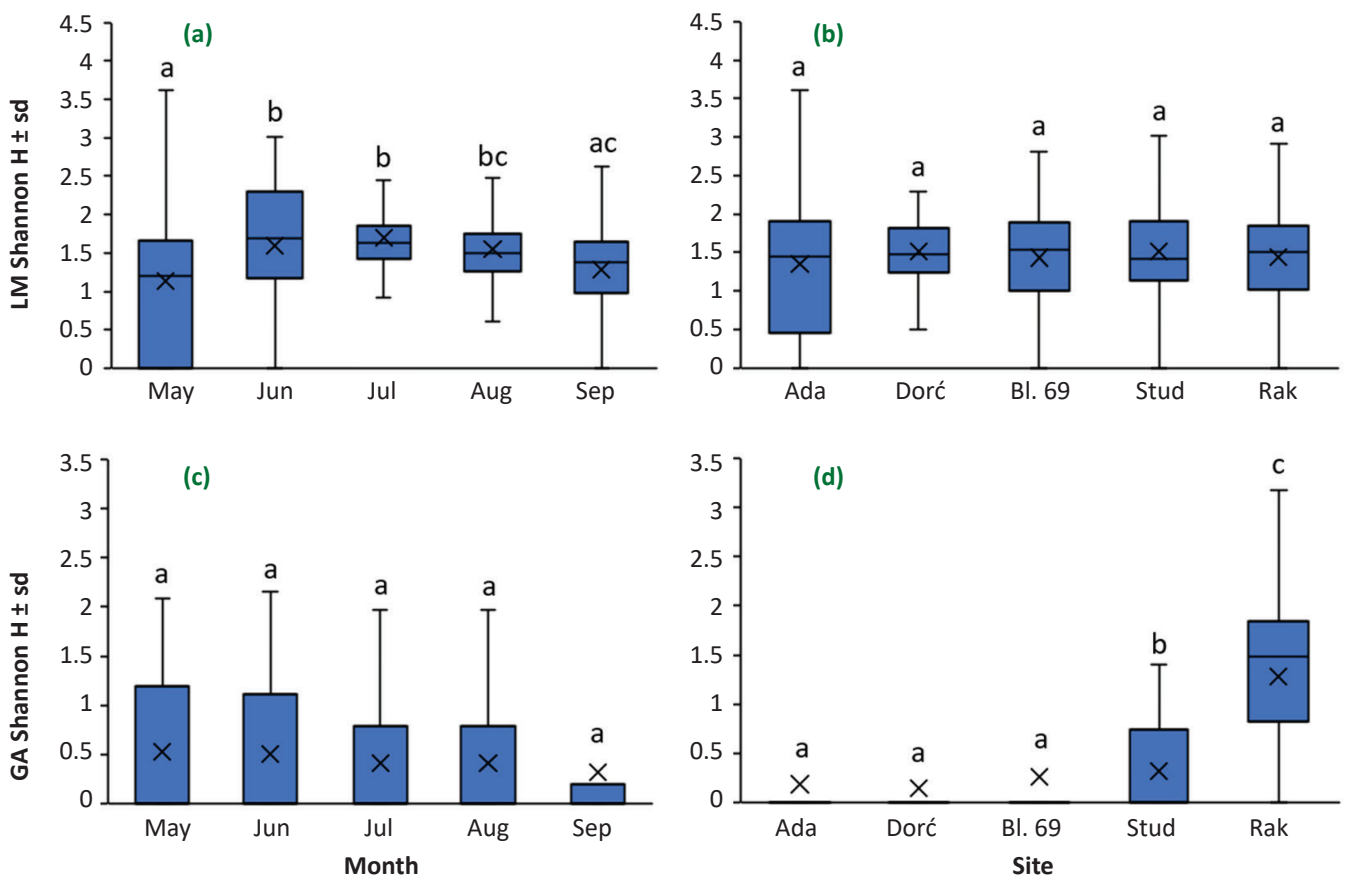 (a)
LM Shannon H ± sd
4.5
4
3.5
3
2.5
2
1.5
1
0.5
0
a
b
b
bc
ac
May Jun Jul Aug Sep
(b)
4.5
4
3.5
3
2.5
2
1.5
1
0.5
0
a
a
a
a
a
Ada Dorć Bl. 69 Stud Rak
(c)
GA Shannon H ± sd
3.5
3
2.5
2
1.5
1
0.5
0
a
a
a
a
a
May Jun Jul Aug Sep
Month
(d)
3.5
3
2.5
2
1.5
1
0.5
0
a
a
a
b
c
Ada Dorć Bl. 69 Stud Rak
Site